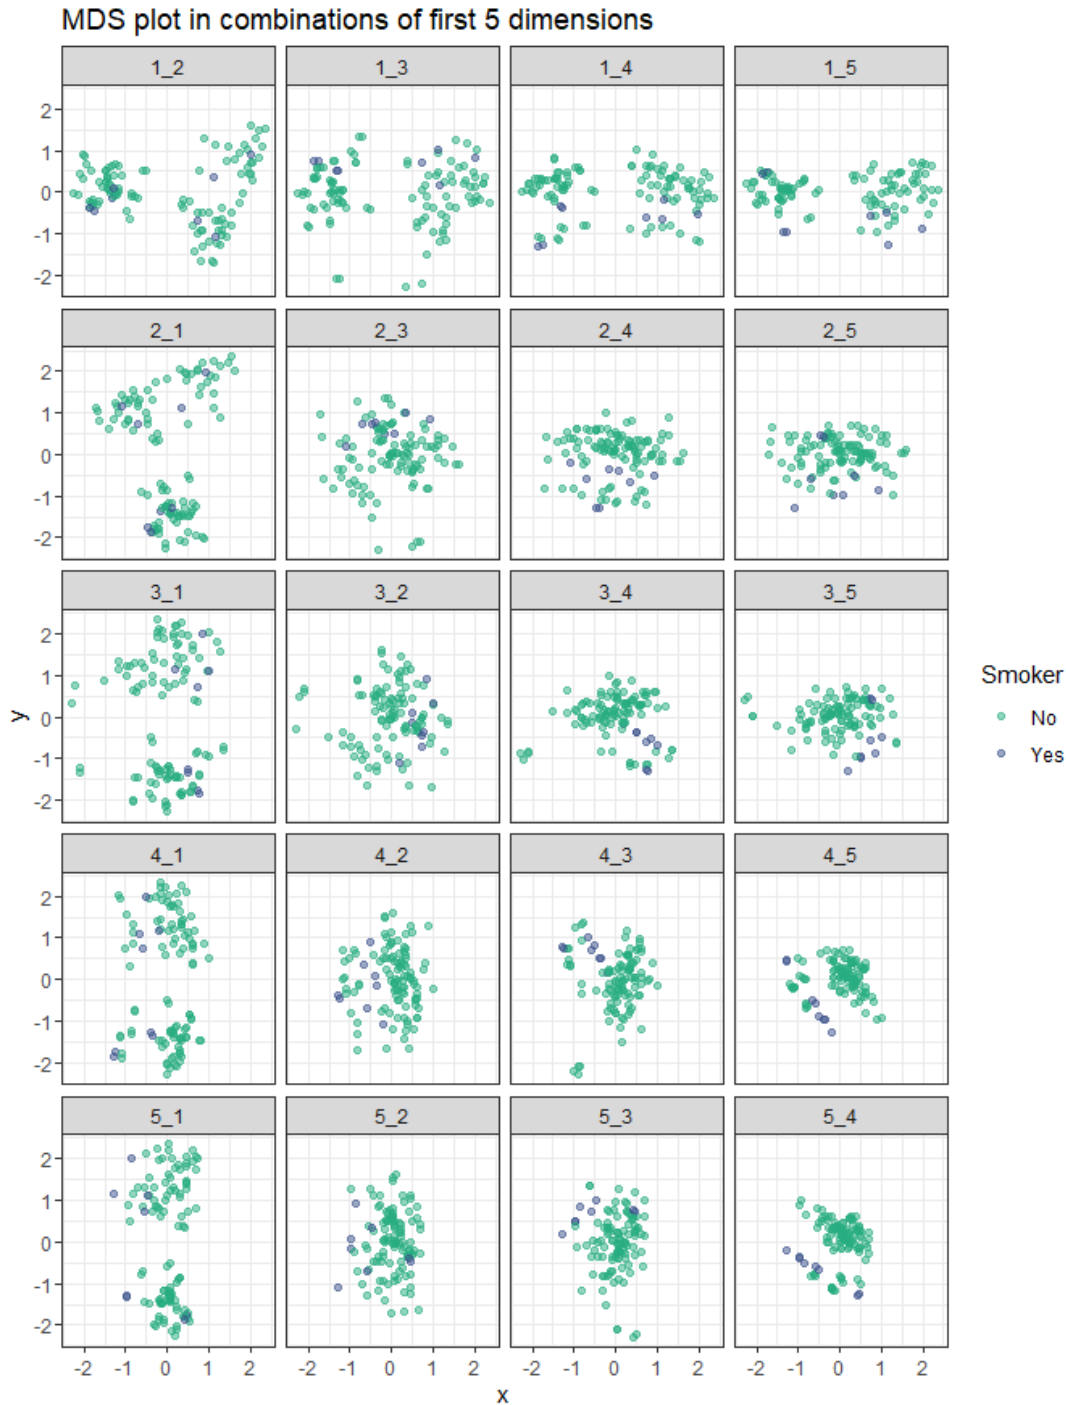 MDS plot in combinations of first 5 dimensions
1_2 1_3 1_4 1_5
2
1
0
-1
-2
2_1 2_3 2_4 2_5
2
1
0
-1
-2
3_1 3_2 3_4 3_5
2
1
0
-1
-2
y
Smoker
No
Yes
4_1 4_2 4_3 4_5
2
1
0
-1
-2
5_1 5_2 5_3 5_4
2
1
0
-1
-2
-2 -1 0 1 2 -2 -1 0 1 2 -2 -1 0 1 2 -2 -1 0 1 2
x